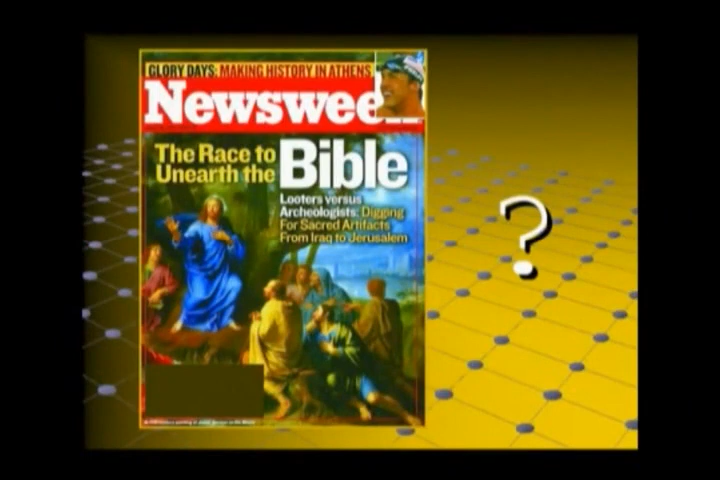 GLORY DAYS: MAKING HISTORY IN ATHENS
Newsweek
The Race to
Unearth the
Bible
Looters versus
Archeologists: Digging
For Sacred Artifacts
From Iraq to Jerusalem
?